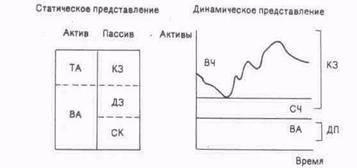 Статическое представление
Динамическое представление
Актив Пассив
Активы
ТА КЗ
ВА ДЗ
СК
ВЧ
КЗ
СЧ
ВА
ДП
Время